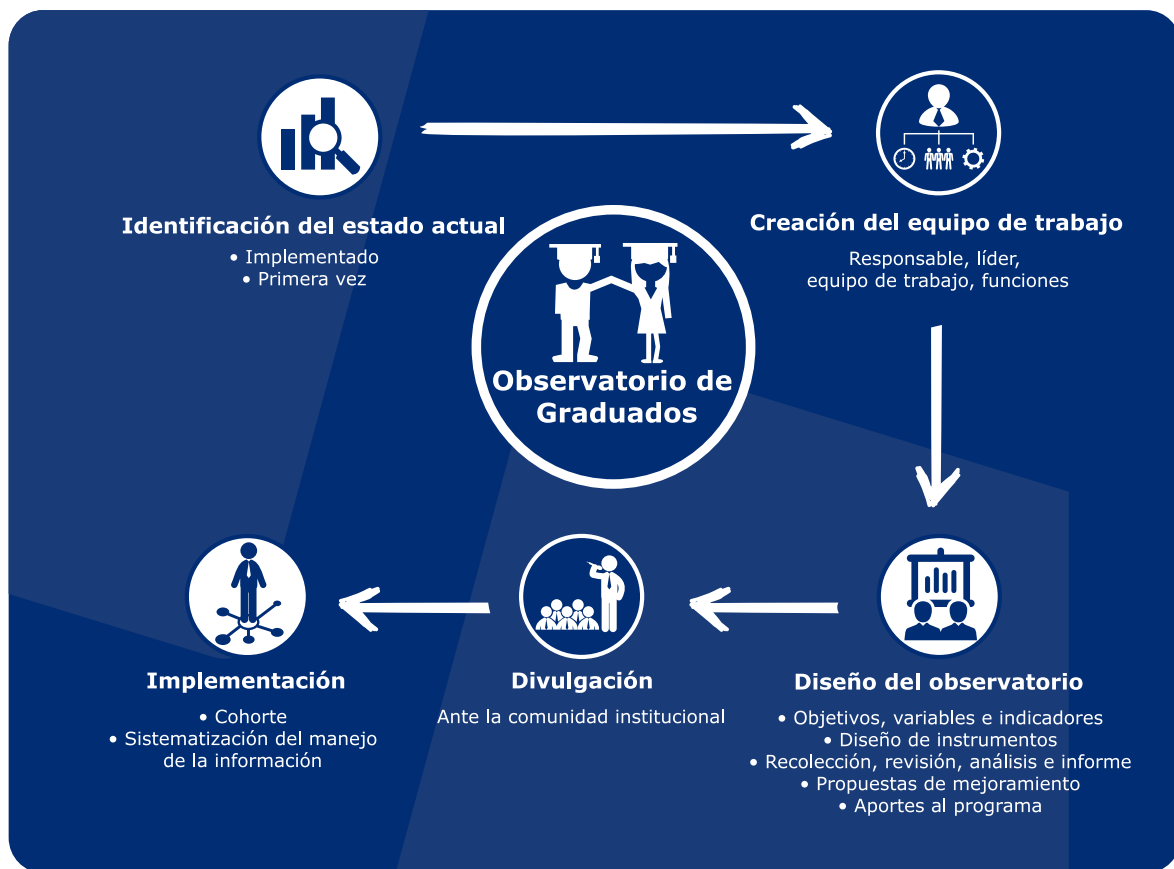 Identificación del estado actual
• Implementado
• Primera vez
Creación del equipo de trabajo
Responsable, líder,
equipo de trabajo, funciones
Observatorio de
Graduados
Diseño del observatorio
• Objetivos, variables e indicadores
• Diseño de instrumentos
• Recolección, revisión, análisis e informe
• Propuestas de mejoramiento
• Aportes al programa
Divulgación
Ante la comunidad institucional
Implementación
• Cohorte
• Sistematización del manejo
de la información